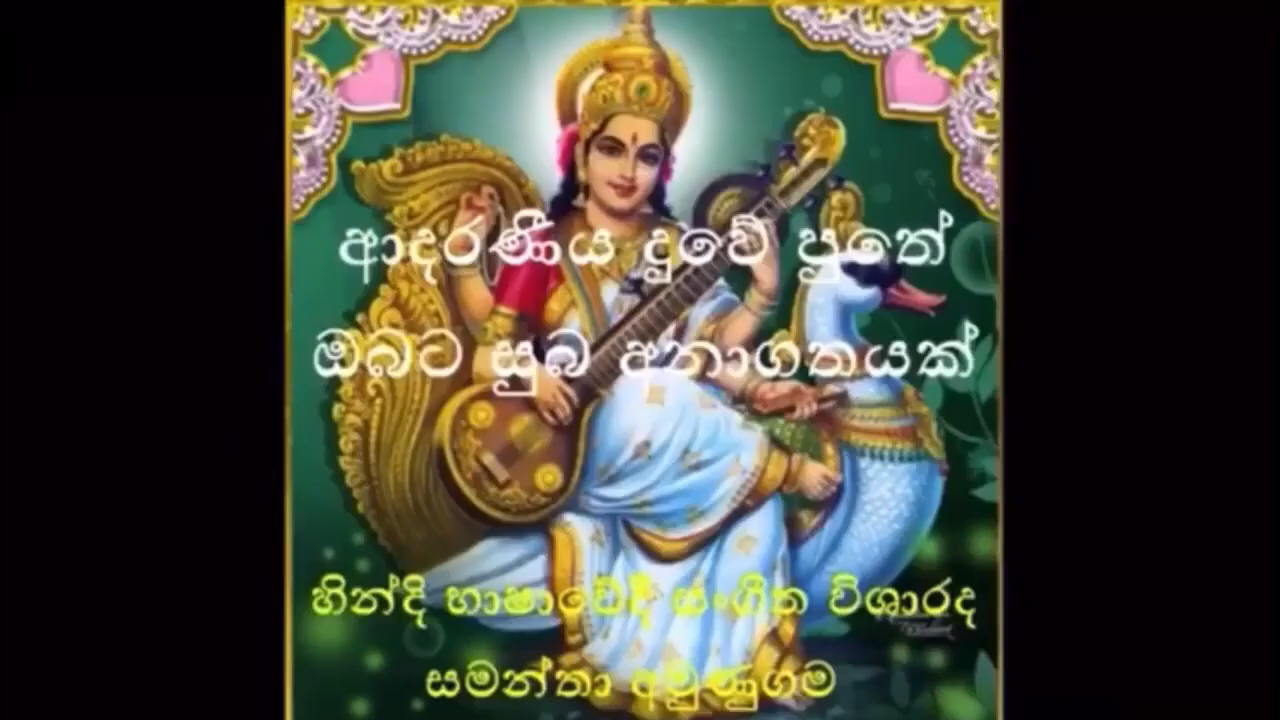 ආදරණීය දුවේ පුතේ
ඔබට සුබ අනාගතයක්
හින්දි භාෂාවේදී සංගීත විශාරද
සමන්තා අමුණුගම